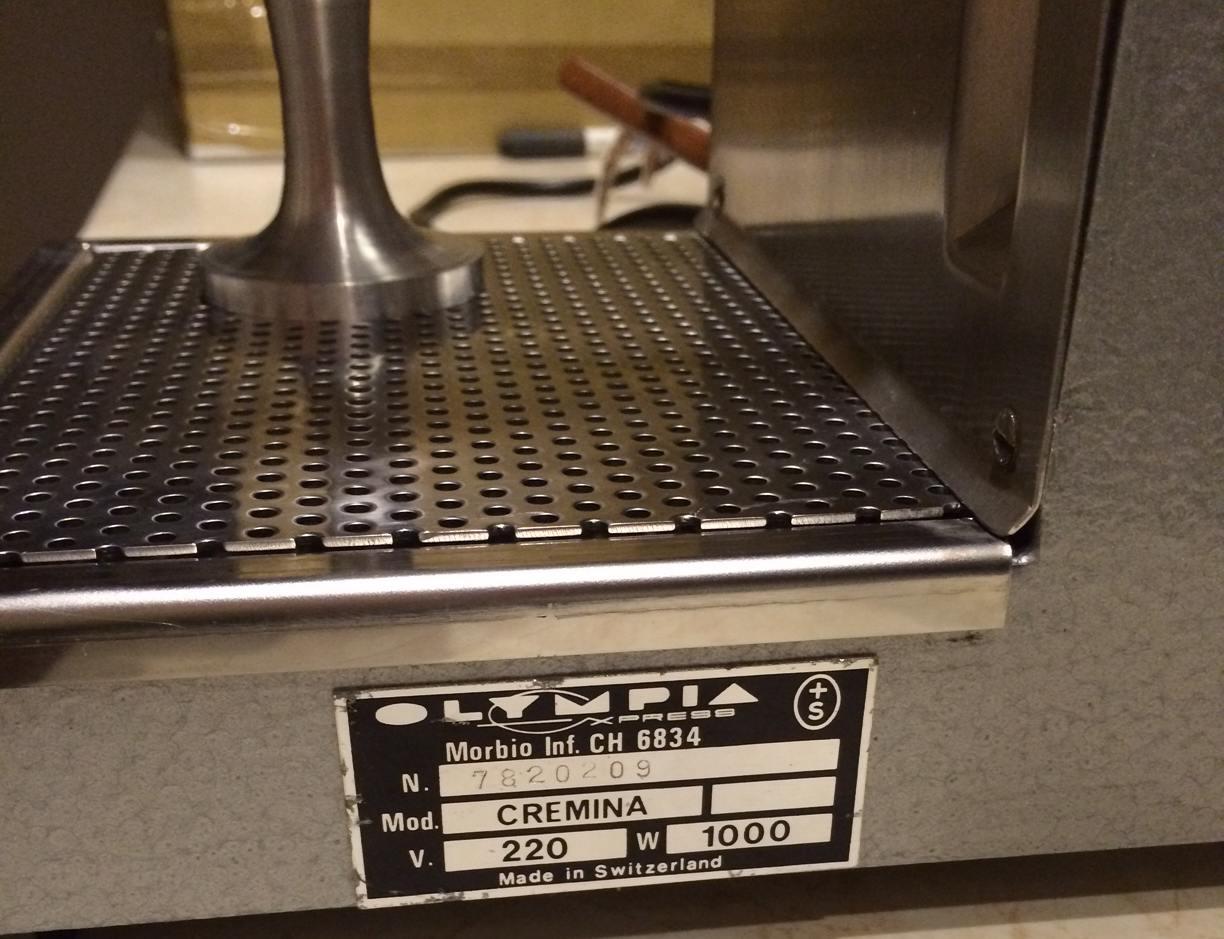 OLYMPIA
XPRESS
+S
Morbio Inf. CH 6834
N. 7820209
Mod. CREMINA
V. 220 W 1000
Made in Switzerland